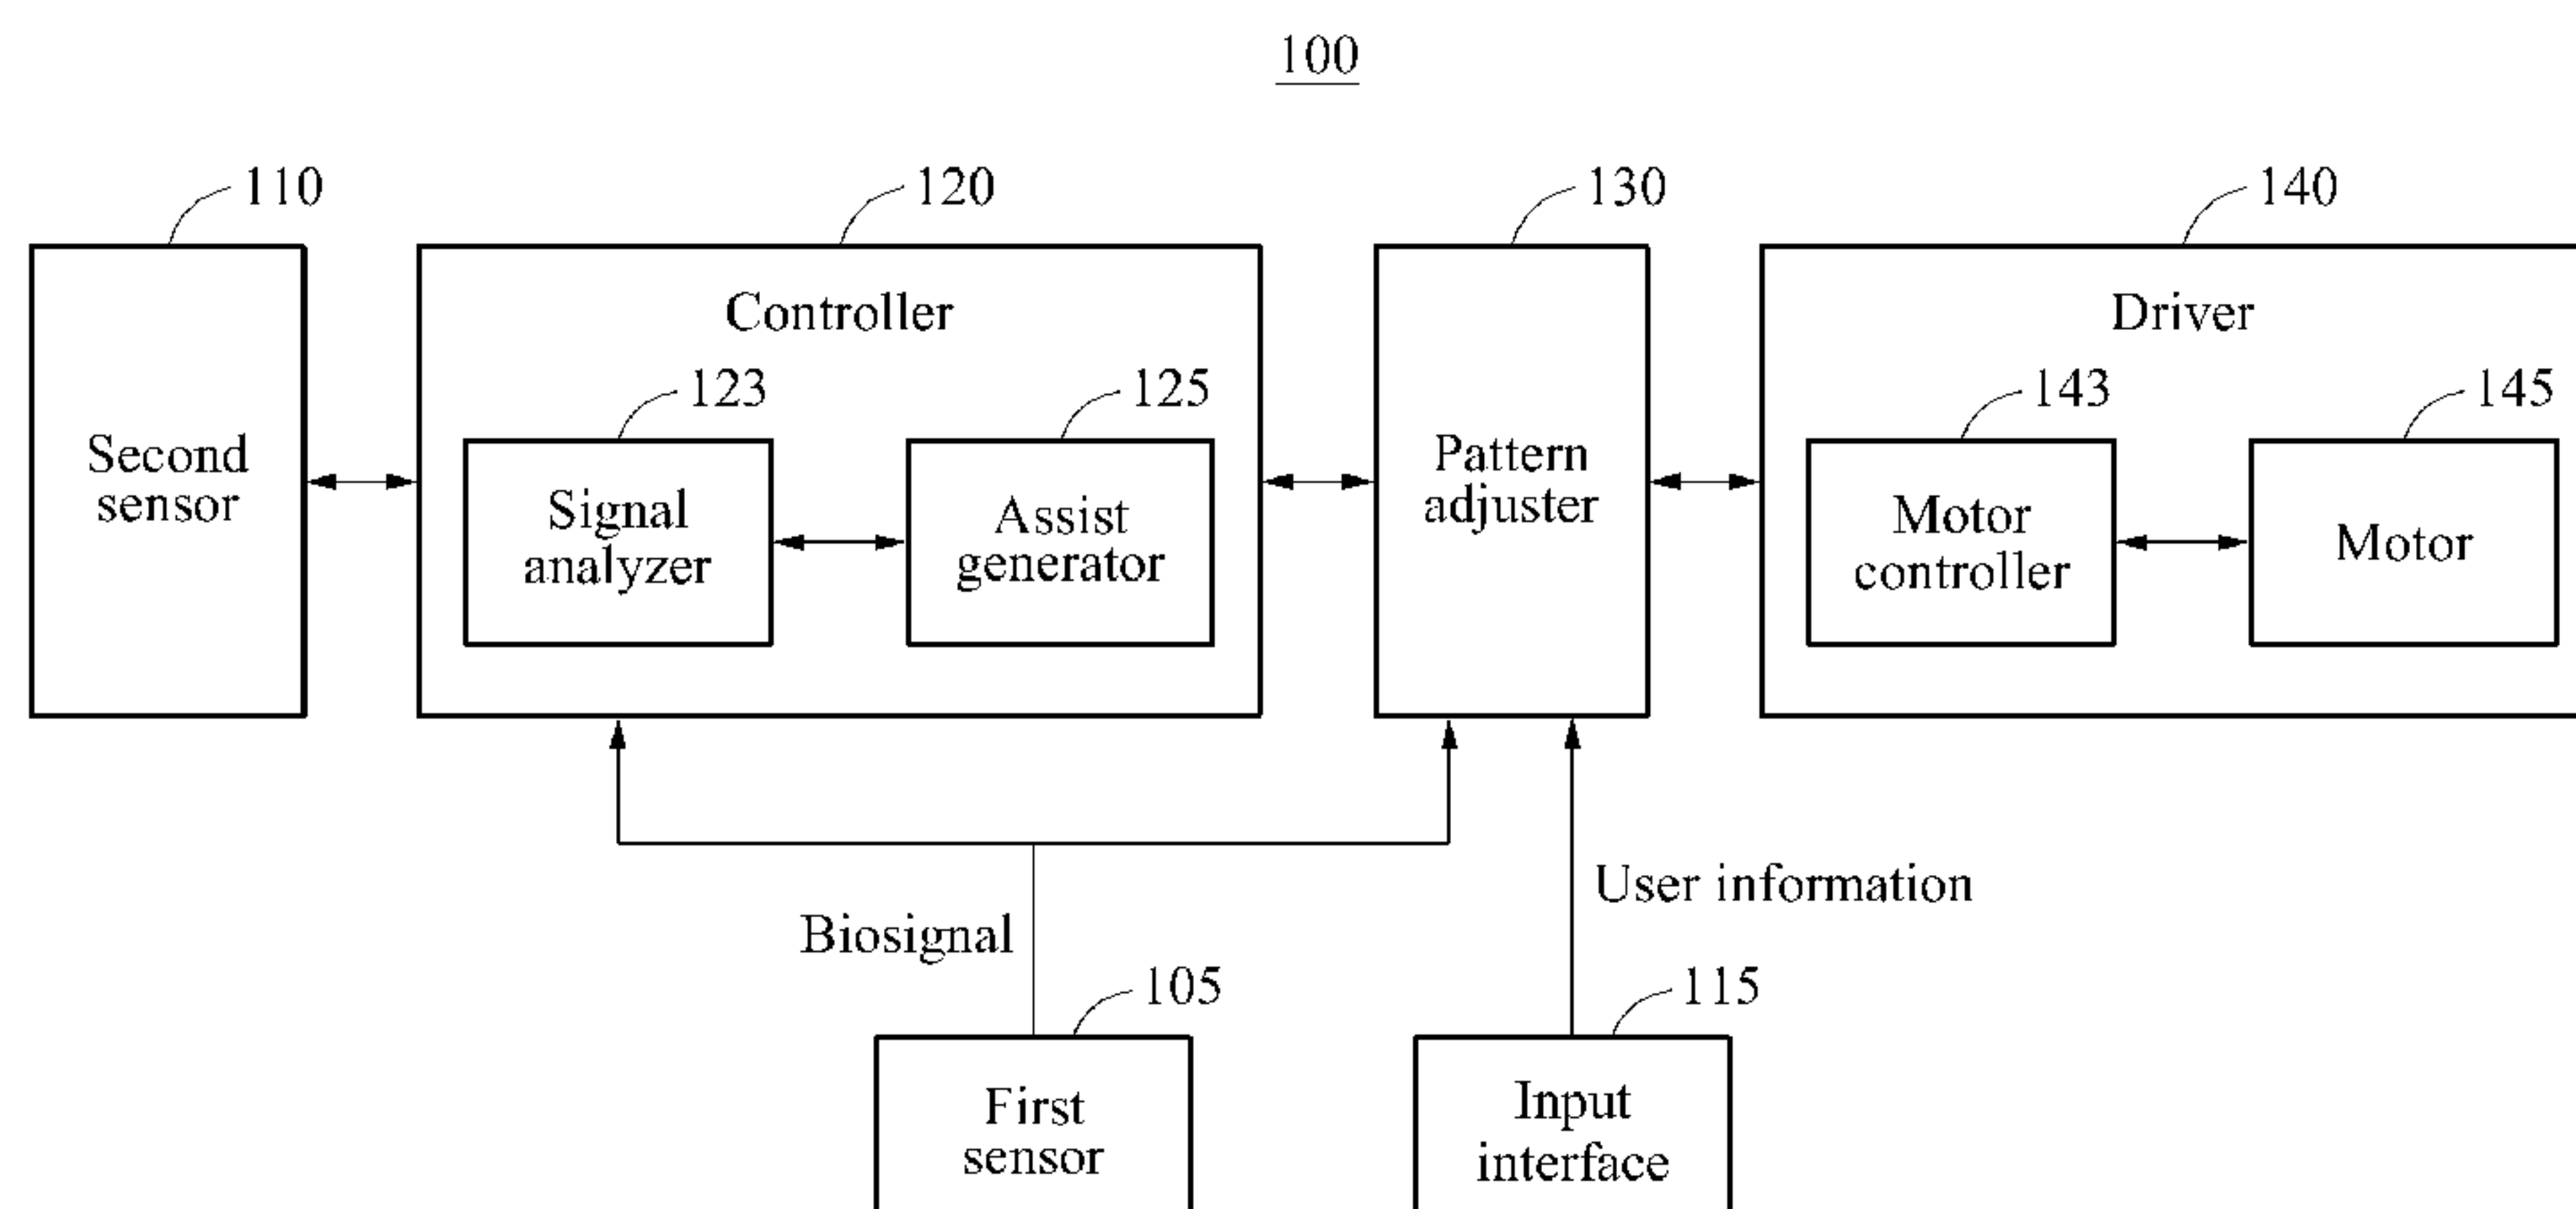 100
110
120
130
140
Controller
Driver
123
125
143
145
Second
sensor
Signal
analyzer
Assist
generator
Pattern
adjuster
Motor
controller
Motor
User information
Biosignal
105
115
First
sensor
Input
interface